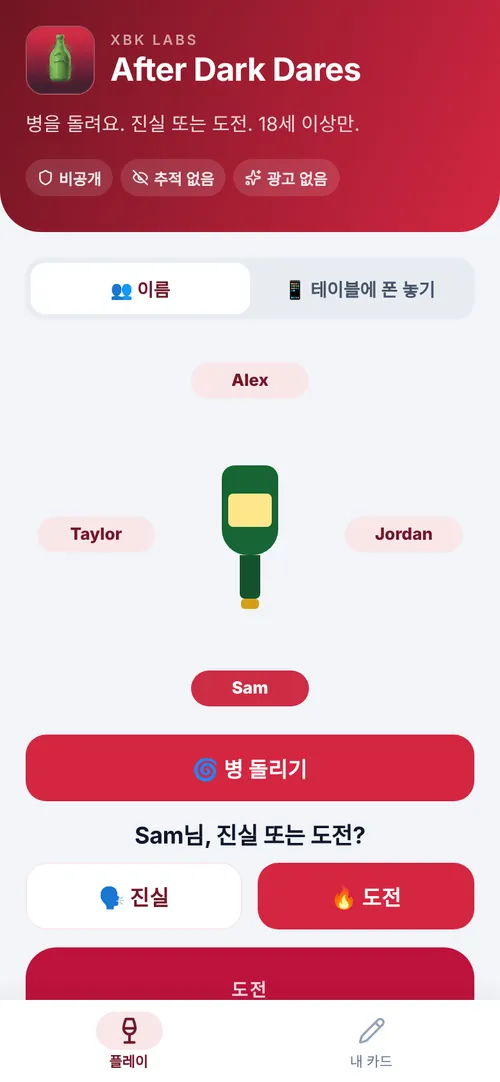 XBK LABS
After Dark Dares
병을 돌려요. 진실 또는 도전. 18세 이상만.
비공개
추적 없음
광고 없음
👥 이름
📱 테이블에 폰 놓기
Alex
Taylor
Jordan
Sam
🌀 병 돌리기
Sam님, 진실 또는 도전?
🗣️ 진실
🔥 도전
도전
플레이
내 카드